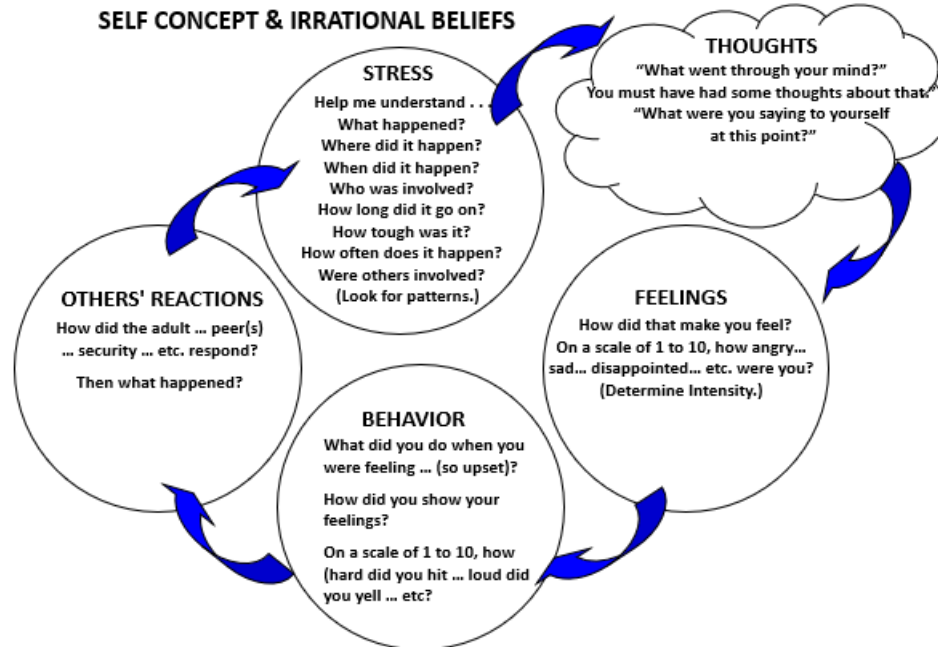 SELF CONCEPT & IRRATIONAL BELIEFS
STRESS
Help me understand . . .
What happened?
Where did it happen?
When did it happen?
Who was involved?
How long did it go on?
How tough was it?
How often does it happen?
Were others involved?
(Look for patterns.)
THOUGHTS
“What went through your mind?”
You must have had some thoughts about that.”
“What were you saying to yourself
at this point?”
FEELINGS
How did that make you feel?
On a scale of 1 to 10, how angry…
sad… disappointed… etc. were you?
(Determine Intensity.)
BEHAVIOR
What did you do when you
were feeling … (so upset)?
How did you show your
feelings?
On a scale of 1 to 10, how
(hard did you hit … loud did
you yell … etc?
OTHERS' REACTIONS
How did the adult … peer(s)
… security … etc. respond?
Then what happened?